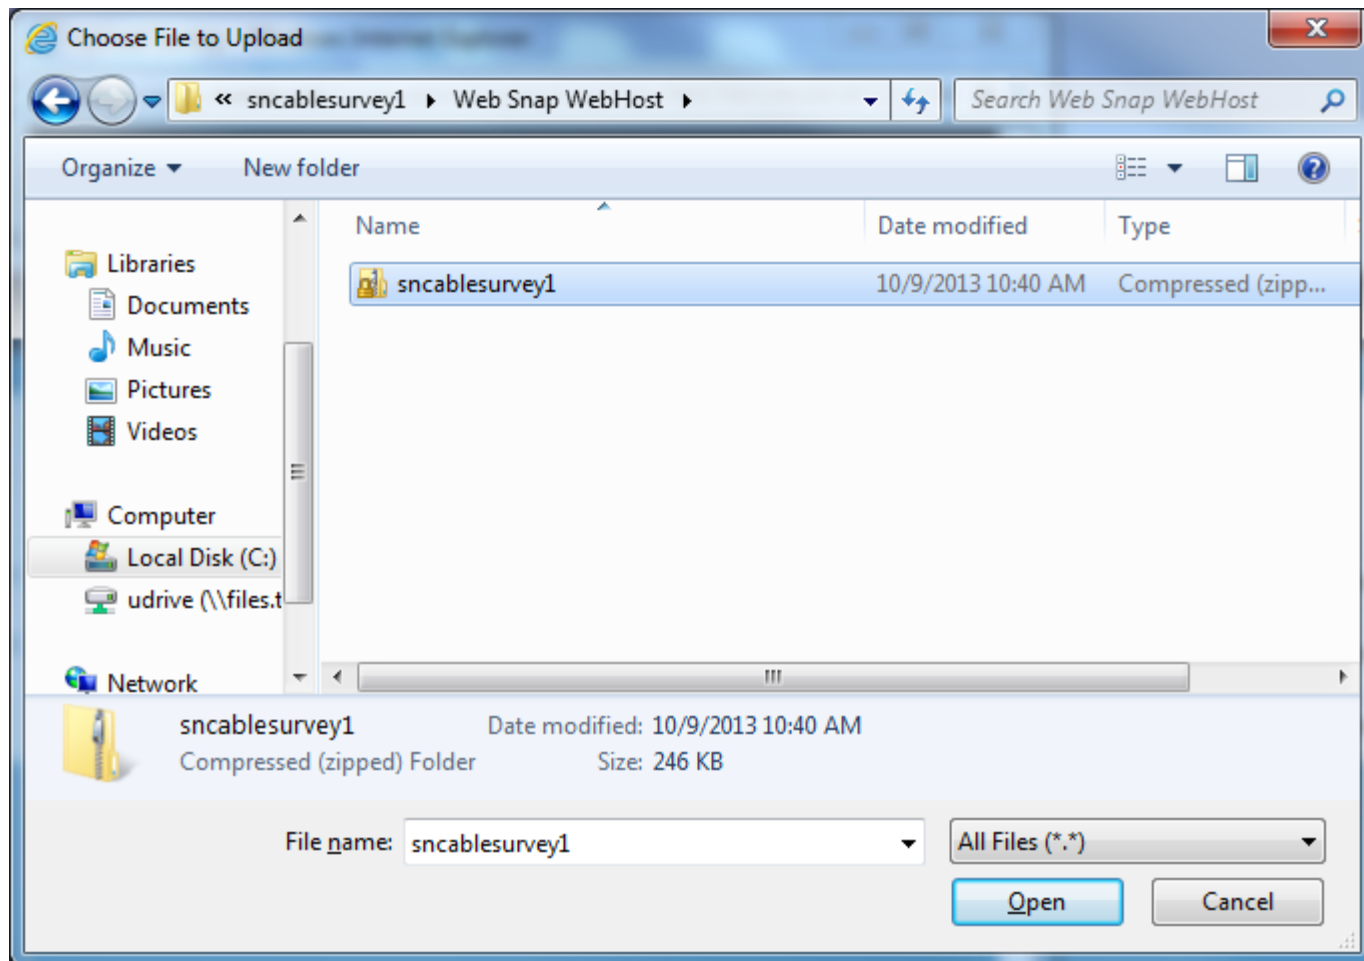 Choose File to Upload
« sncablesurvey1 Web Snap WebHost
Search Web Snap WebHost
Organize New folder
Name Date modified Type
Libraries
Documents
Music
Pictures
Videos
Computer
Local Disk (C:)
udrive (\\files.t
Network
sncablesurvey1 10/9/2013 10:40 AM Compressed (zipp...
sncablesurvey1 Date modified: 10/9/2013 10:40 AM
Compressed (zipped) Folder Size: 246 KB
File name: sncablesurvey1 All Files (*.*)
Open Cancel